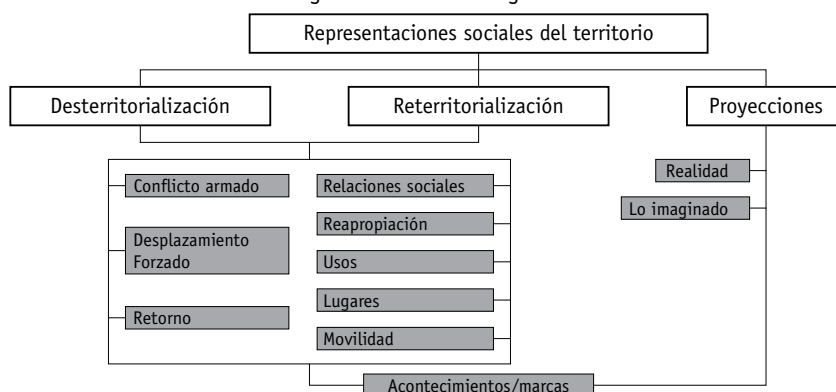 Representaciones sociales del territorio
Desterritorialización
Reterritorialización
Proyecciones
Conflicto armado
Desplazamiento
Forzado
Retorno
Relaciones sociales
Reapropiación
Usos
Lugares
Movilidad
Realidad
Lo imaginado
Acontecimientos/marcas